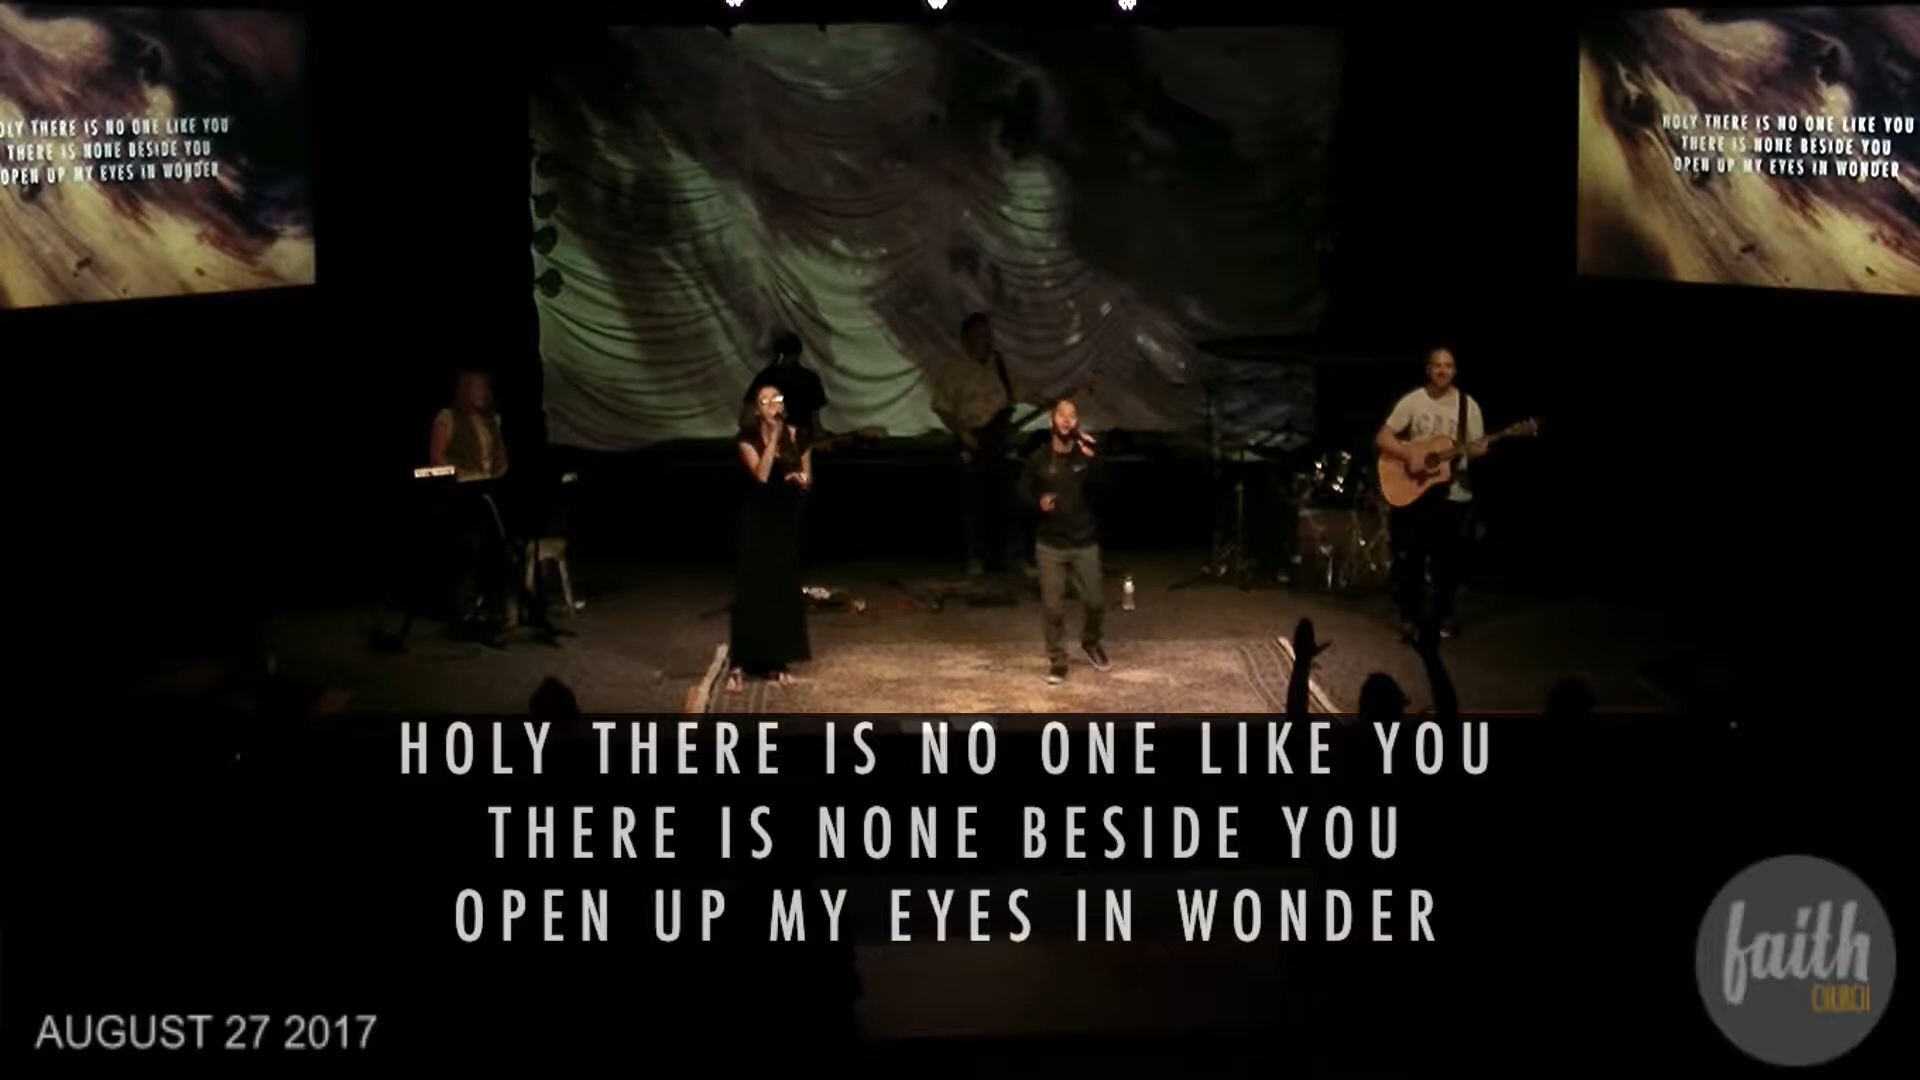 OLY THERE IS NO ONE LIKE YOU
THERE IS NONE BESIDE YOU
OPEN UP MY EYES IN WONDER
HOLY THERE IS NO ONE LIKE YOU
THERE IS NONE BESIDE YOU
OPEN UP MY EYES IN WONDER
HOLY THERE IS NO ONE LIKE YOU
THERE IS NONE BESIDE YOU
OPEN UP MY EYES IN WONDER
faith
CHURCH
AUGUST 27 2017